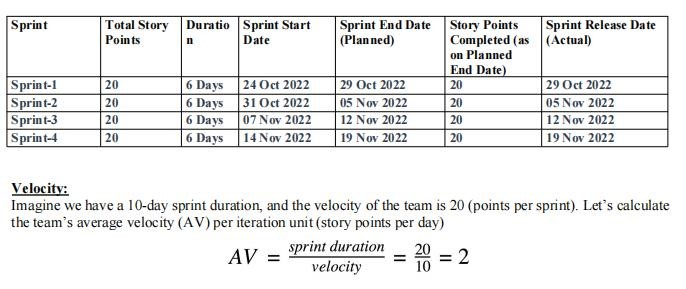 Sprint Total Story Points Duratio n Sprint Start Date Sprint End Date (Planned) Story Points Completed (as on Planned End Date) Sprint Release Date (Actual)
Sprint-1 20 6 Days 24 Oct 2022 29 Oct 2022 20 29 Oct 2022
Sprint-2 20 6 Days 31 Oct 2022 05 Nov 2022 20 05 Nov 2022
Sprint-3 20 6 Days 07 Nov 2022 12 Nov 2022 20 12 Nov 2022
Sprint-4 20 6 Days 14 Nov 2022 19 Nov 2022 20 19 Nov 2022
Velocity:
Imagine we have a 10-day sprint duration, and the velocity of the team is 20 (points per sprint). Let’s calculate
the team’s average velocity (AV) per iteration unit (story points per day)
AV = sprint duration / velocity = 20 / 10 = 2